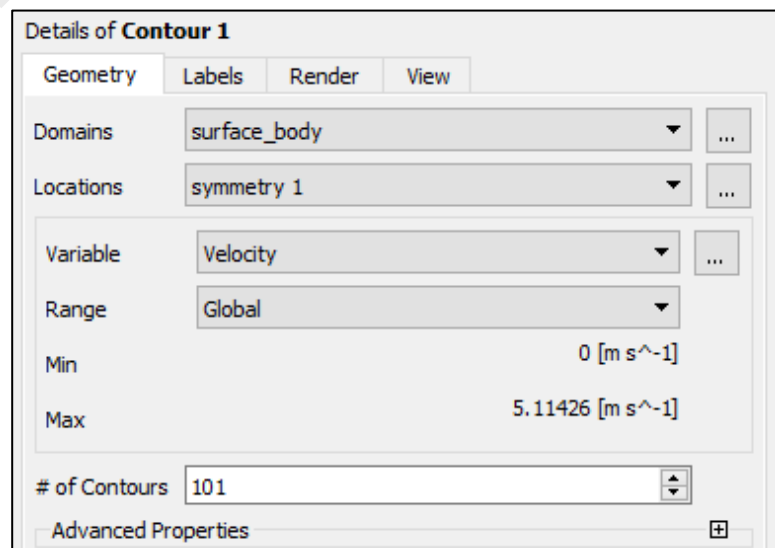 Details of Contour 1
Geometry Labels Render View
Domains surface_body ...
Locations symmetry 1 ...
Variable Velocity ...
Range Global
Min 0 [m s^-1]
Max 5.11426 [m s^-1]
# of Contours 101
Advanced Properties